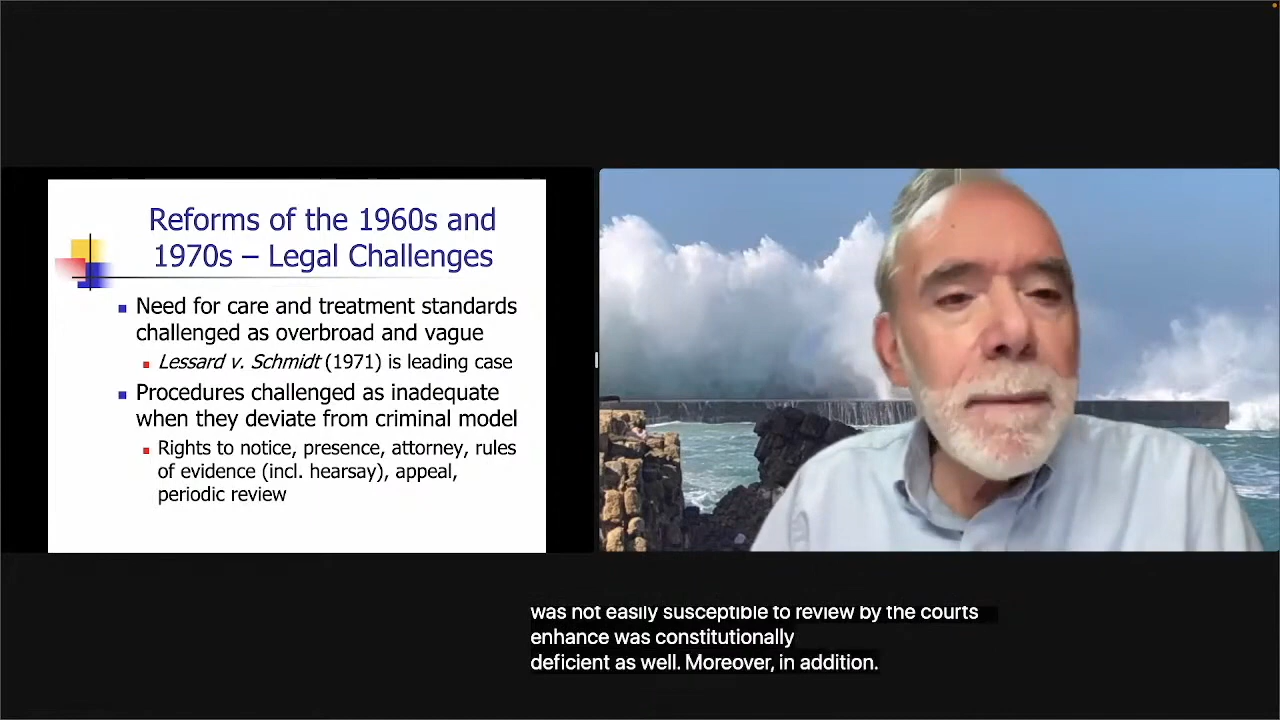 Reforms of the 1960s and
1970s – Legal Challenges
Need for care and treatment standards
challenged as overbroad and vague
Lessard v. Schmidt (1971) is leading case
Procedures challenged as inadequate
when they deviate from criminal model
Rights to notice, presence, attorney, rules
of evidence (incl. hearsay), appeal,
periodic review
was not easily susceptible to review by the courts
enhance was constitutionally
deficient as well. Moreover, in addition.